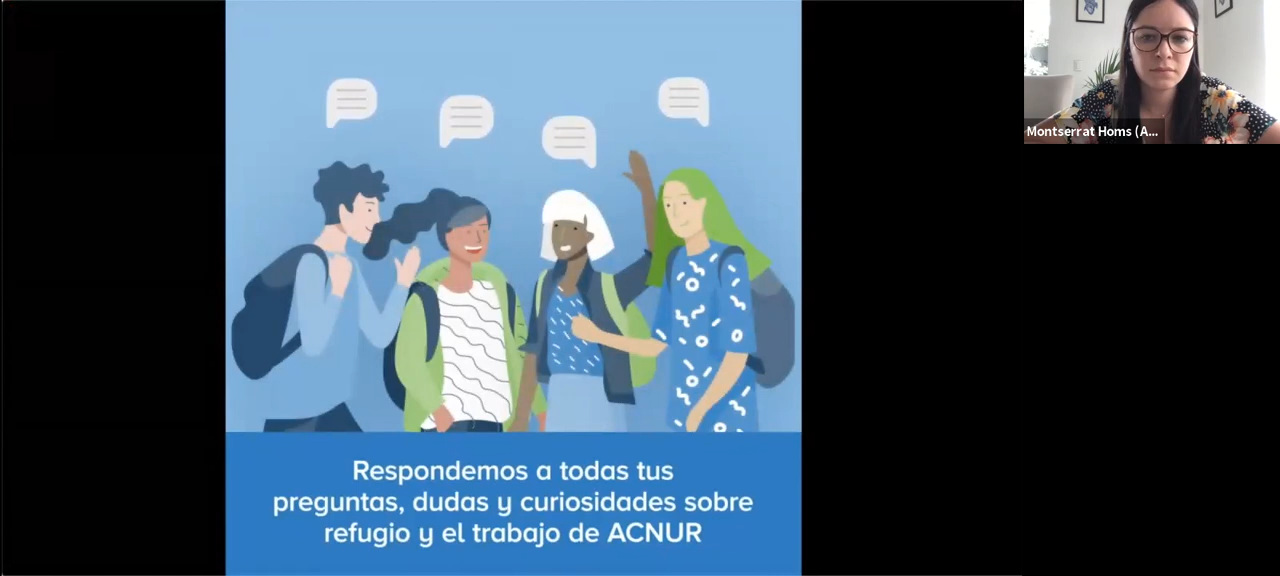 Respondemos a todas tus
preguntas, dudas y curiosidades sobre
refugio y el trabajo de ACNUR
Montserrat Homs (A...